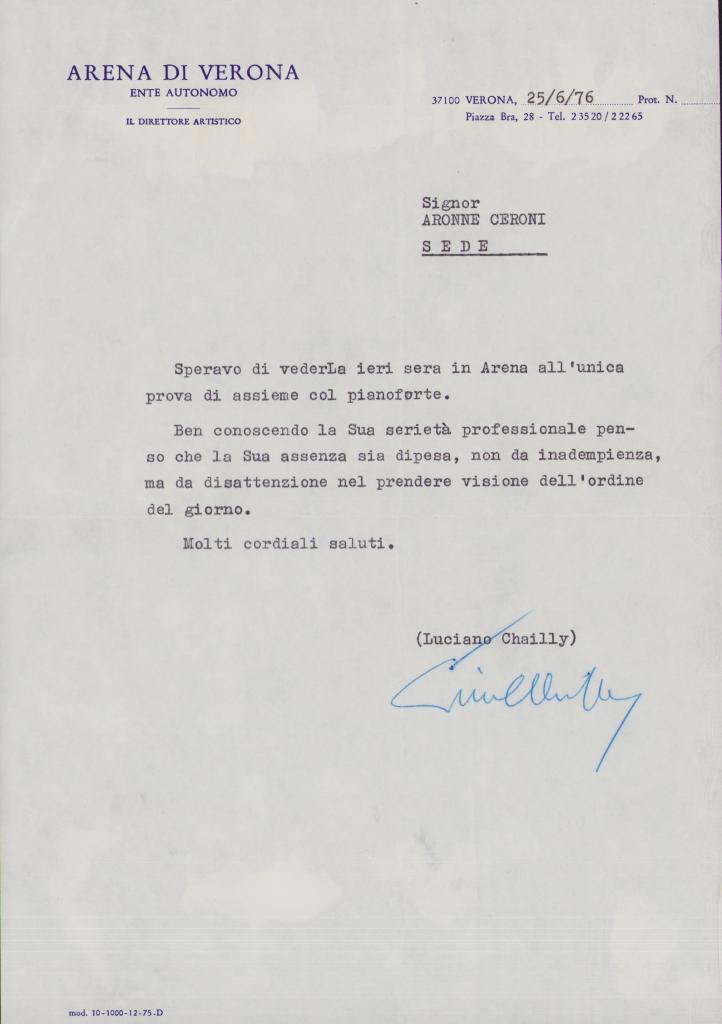 ARENA DI VERONA
ENTE AUTONOMO
IL DIRETTORE ARTISTICO
37100 VERONA, 25/6/76 Prot. N.
Piazza Bra, 28 - Tel. 23520/22265
Signor
ARONNE CERONI
S E D E
Speravo di vederLa ieri sera in Arena all'unica
prova di assieme col pianoforte.
Ben conoscendo la Sua serietà professionale pen-
so che la Sua assenza sia dipesa, non da inadempienza,
ma da disattenzione nel prendere visione dell'ordine
del giorno.
Molti cordiali saluti.
(Luciano Chailly)
mod. 10-1000-12-75-D